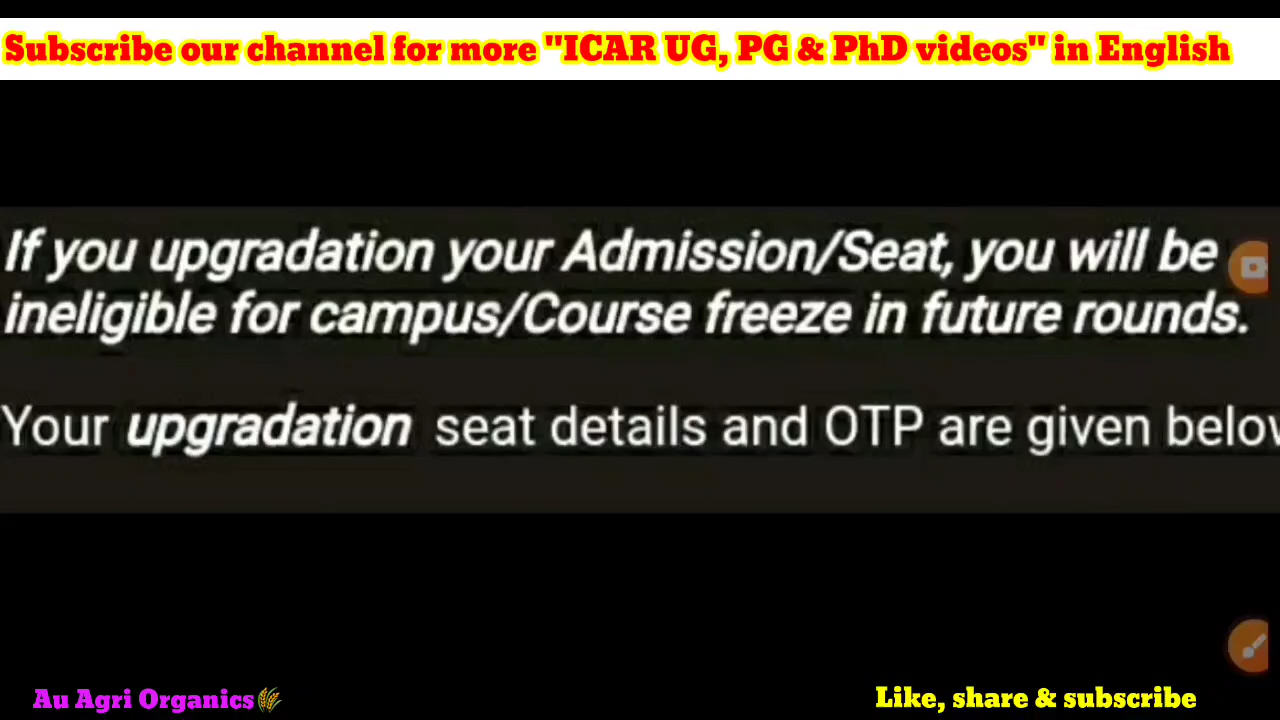 Subscribe our channel for more "ICAR UG, PG & PhD videos" in English
If you upgradation your Admission/Seat, you will be
ineligible for campus/Course freeze in future rounds.
Your upgradation seat details and OTP are given
Au Agri Organics🌾
Like, share & subscribe